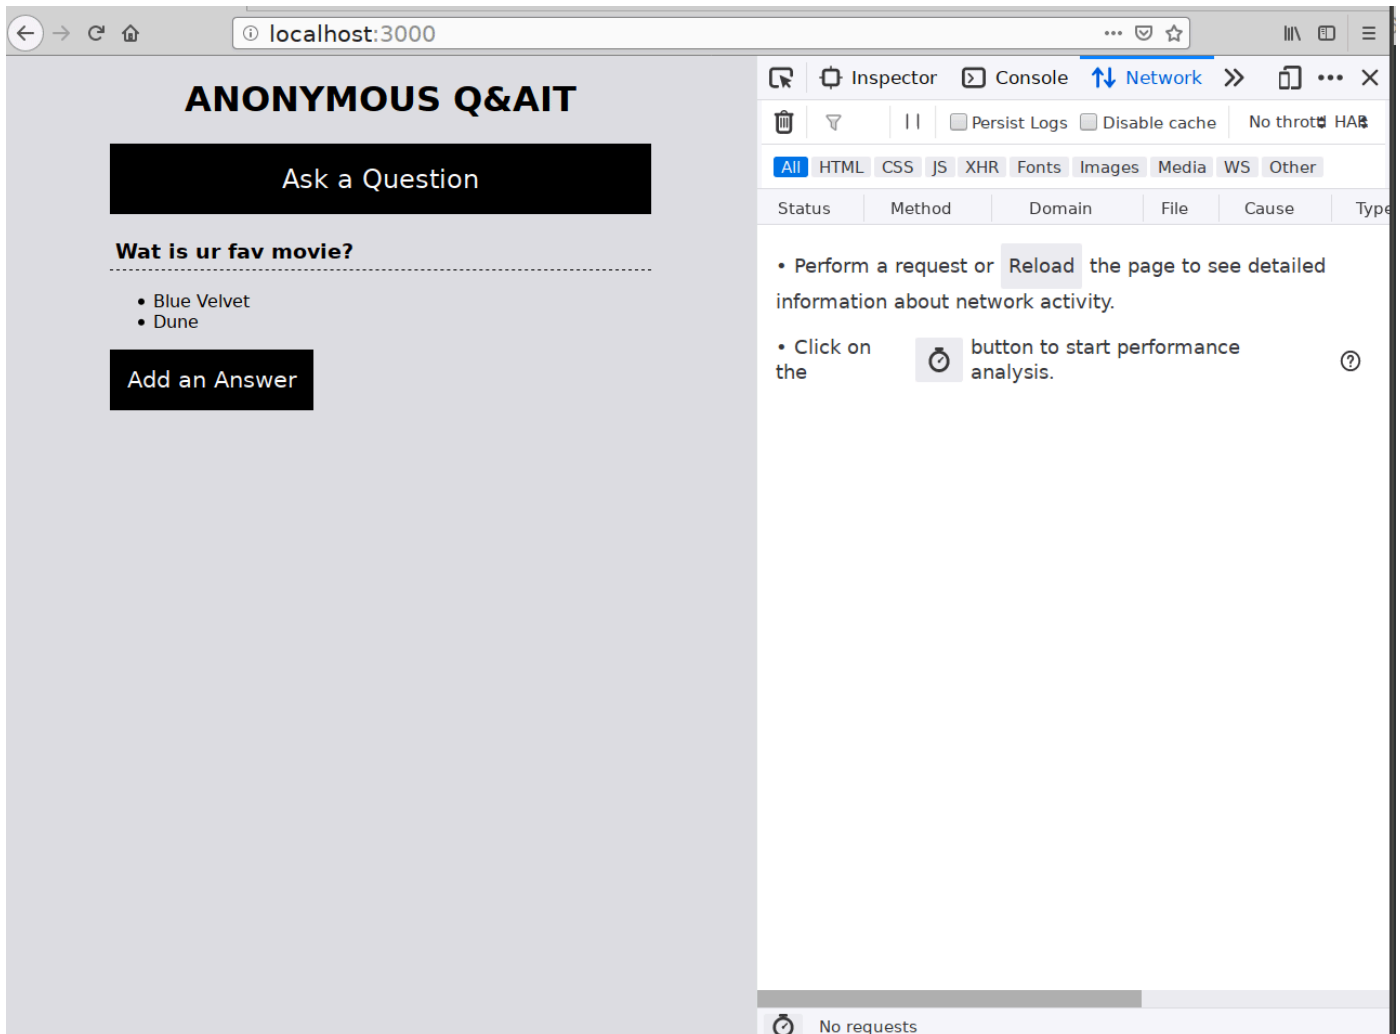 localhost:3000
ANONYMOUS Q&AIT
Ask a Question
Wat is ur fav movie?
• Blue Velvet
• Dune
Add an Answer
Inspector Console Network
Persist Logs Disable cache No throt HAR
All HTML CSS JS XHR Fonts Images Media WS Other
Status Method Domain File Cause Type
• Perform a request or Reload the page to see detailed
information about network activity.
• Click on
the
button to start performance
analysis.
No requests